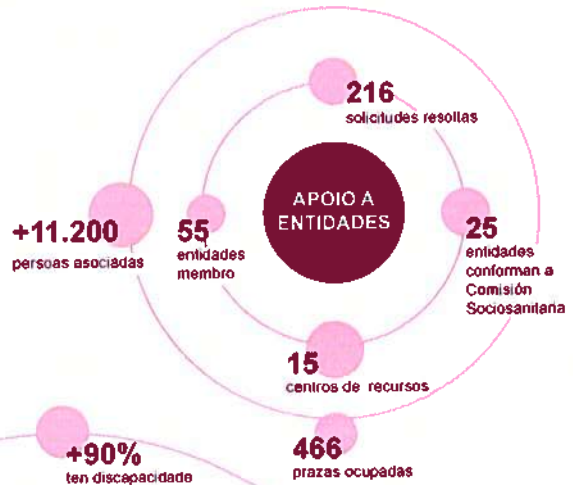 216
solicitudes resoltas
APOIO A
ENTIDADES
+11.200
persoas asociadas
55
entidades
membro
25
entidades
conforman a
Comisión
Sociosanitaria
15
centros de recursos
+90%
ten discapacidade
466
prazas ocupadas